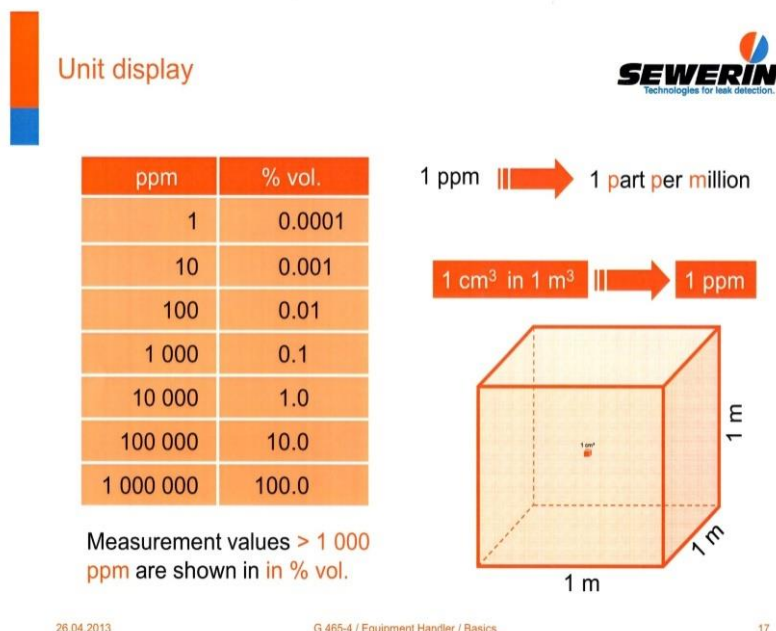 Unit display
SEWERIN
Technologies for leak detection.
ppm % vol.
1 0.0001
10 0.001
100 0.01
1 000 0.1
10 000 1.0
100 000 10.0
1 000 000 100.0
Measurement values > 1 000
ppm are shown in in % vol.
1 ppm 1 part per million
1 cm³ in 1 m³ 1 ppm
1 cm³
1 m
1 m
1 m
26.04.2013 G 465-4 / Equipment Handler / Basics 17